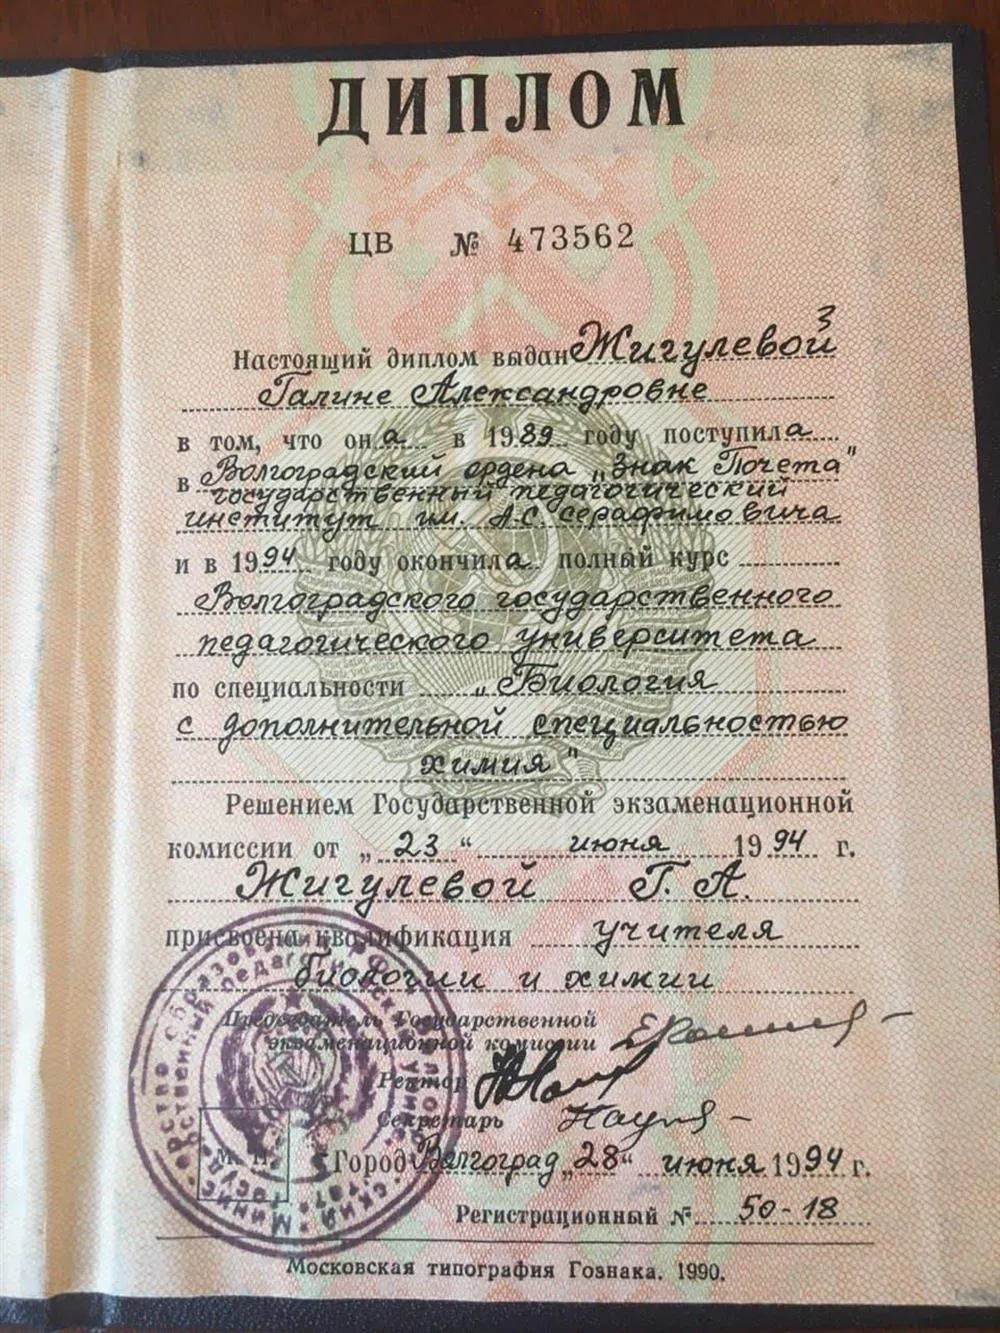 ДИПЛОМ
ЦВ № 473562
З
Настоящий диплом выдан Жигулевой
Галине Александровне
в том, что она в 1989 году поступила
в Волгоградский ордена „Знак Почета"
государственный педагогический
институт им. А.С. Серафимовича
и в 1994 году окончила полный курс
Волгоградского государственного
педагогического университета
по специальности „Биология
с дополнительной специальностью
химия"
Решением Государственной экзаменационной
комиссии от „23“ июня 1994 г.
Жигулевой Г. А.
присвоена квалификация учителя
биологии и химии
Председатель Государственной
экзаменационной комиссии
Ректор
Секретарь
М. П.
Город Волгоград „28“ июня 1994 г.
Регистрационный № 50-18
Московская типография Гознака. 1990.